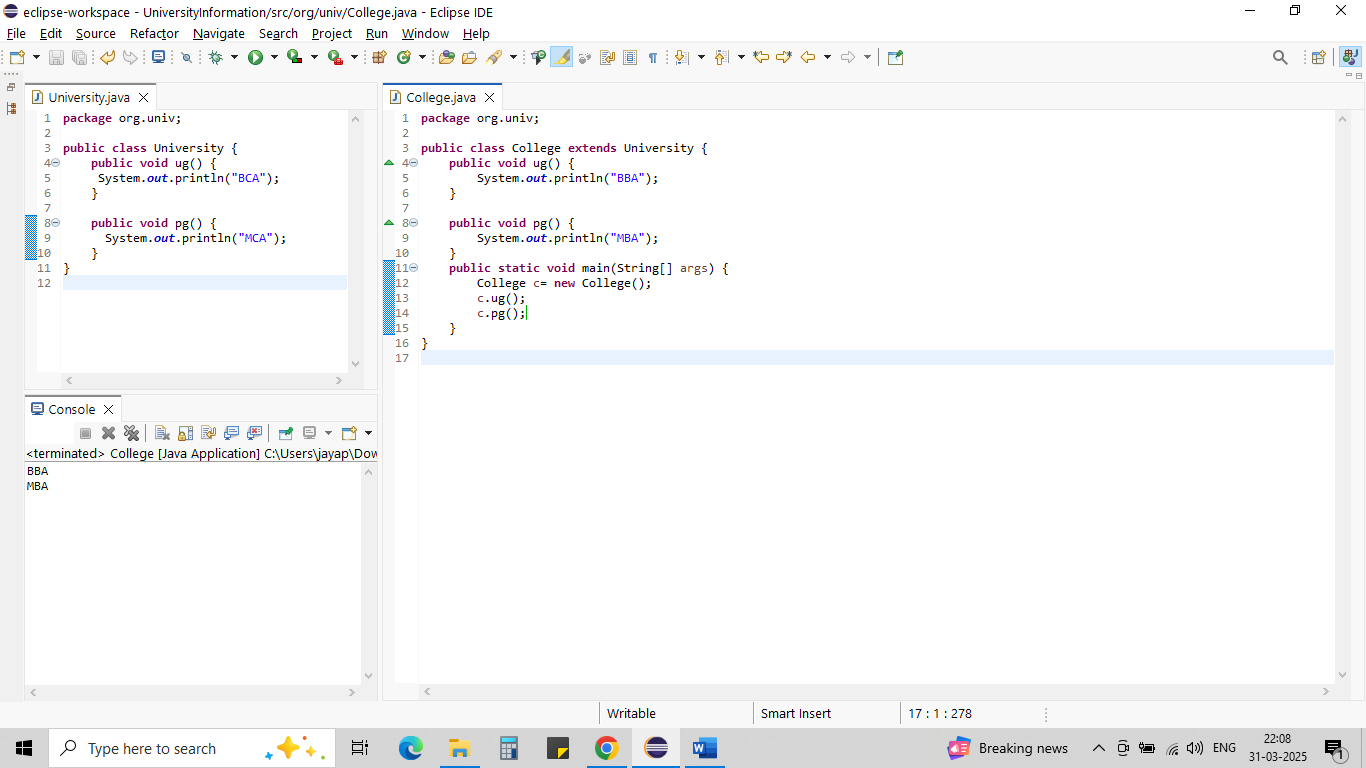 eclipse-workspace - UniversityInformation/src/org/univ/College.java - Eclipse IDE
File Edit Source Refactor Navigate Search Project Run Window Help
University.java
1 package org.univ;
2
3 public class University {
4 public void ug() {
5 System.out.println("BCA");
6 }
7
8 public void pg() {
9 System.out.println("MCA");
10 }
11 }
12
College.java
1 package org.univ;
2
3 public class College extends University {
4 public void ug() {
5 System.out.println("BBA");
6 }
7
8 public void pg() {
9 System.out.println("MBA");
10 }
11 public static void main(String[] args) {
12 College c= new College();
13 c.ug();
14 c.pg();
15 }
16 }
17
Console
<terminated> College [Java Application] C:\Users\jayap\Dow
BBA
MBA
Writable Smart Insert 17 : 1 : 278
Type here to search
Breaking news
ENG
22:08
31-03-2025
1